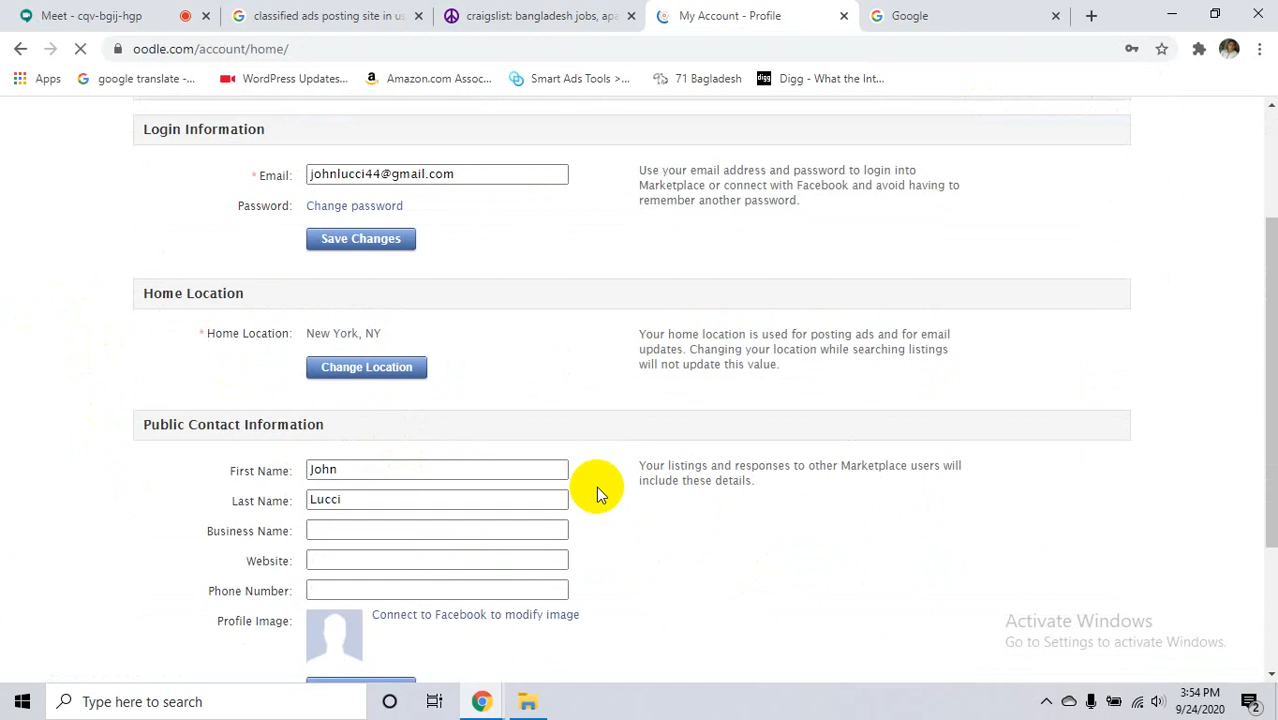 Meet - cqv-bgij-hgp
classified ads posting site in us
craigslist: bangladesh jobs, apa
My Account - Profile
Google
oodle.com/account/home/
Apps
google translate -...
WordPress Updates...
Amazon.com Assoc...
Smart Ads Tools >...
71 Bagladesh
digg
Digg - What the Int...
Login Information
* Email: johnlucci44@gmail.com
Use your email address and password to login into
Marketplace or connect with Facebook and avoid having to
remember another password.
Password: Change password
Save Changes
Home Location
* Home Location: New York, NY
Your home location is used for posting ads and for email
updates. Changing your location while searching listings
will not update this value.
Change Location
Public Contact Information
First Name: John
Your listings and responses to other Marketplace users will
include these details.
Last Name: Lucci
Business Name:
Website:
Phone Number:
Profile Image: Connect to Facebook to modify image
Activate Windows
Go to Settings to activate Windows.
Type here to search
3:54 PM
9/24/2020
2